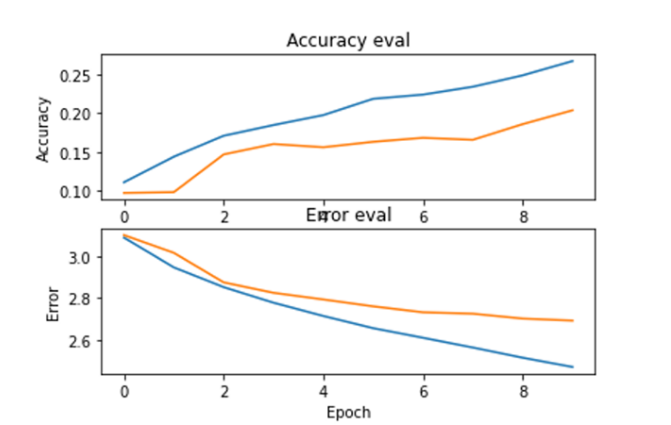 Accuracy eval
Accuracy
0.25
0.20
0.15
0.10
0 2 4 6 8
Error eval
Error
3.0
2.8
2.6
0 2 4 6 8
Epoch